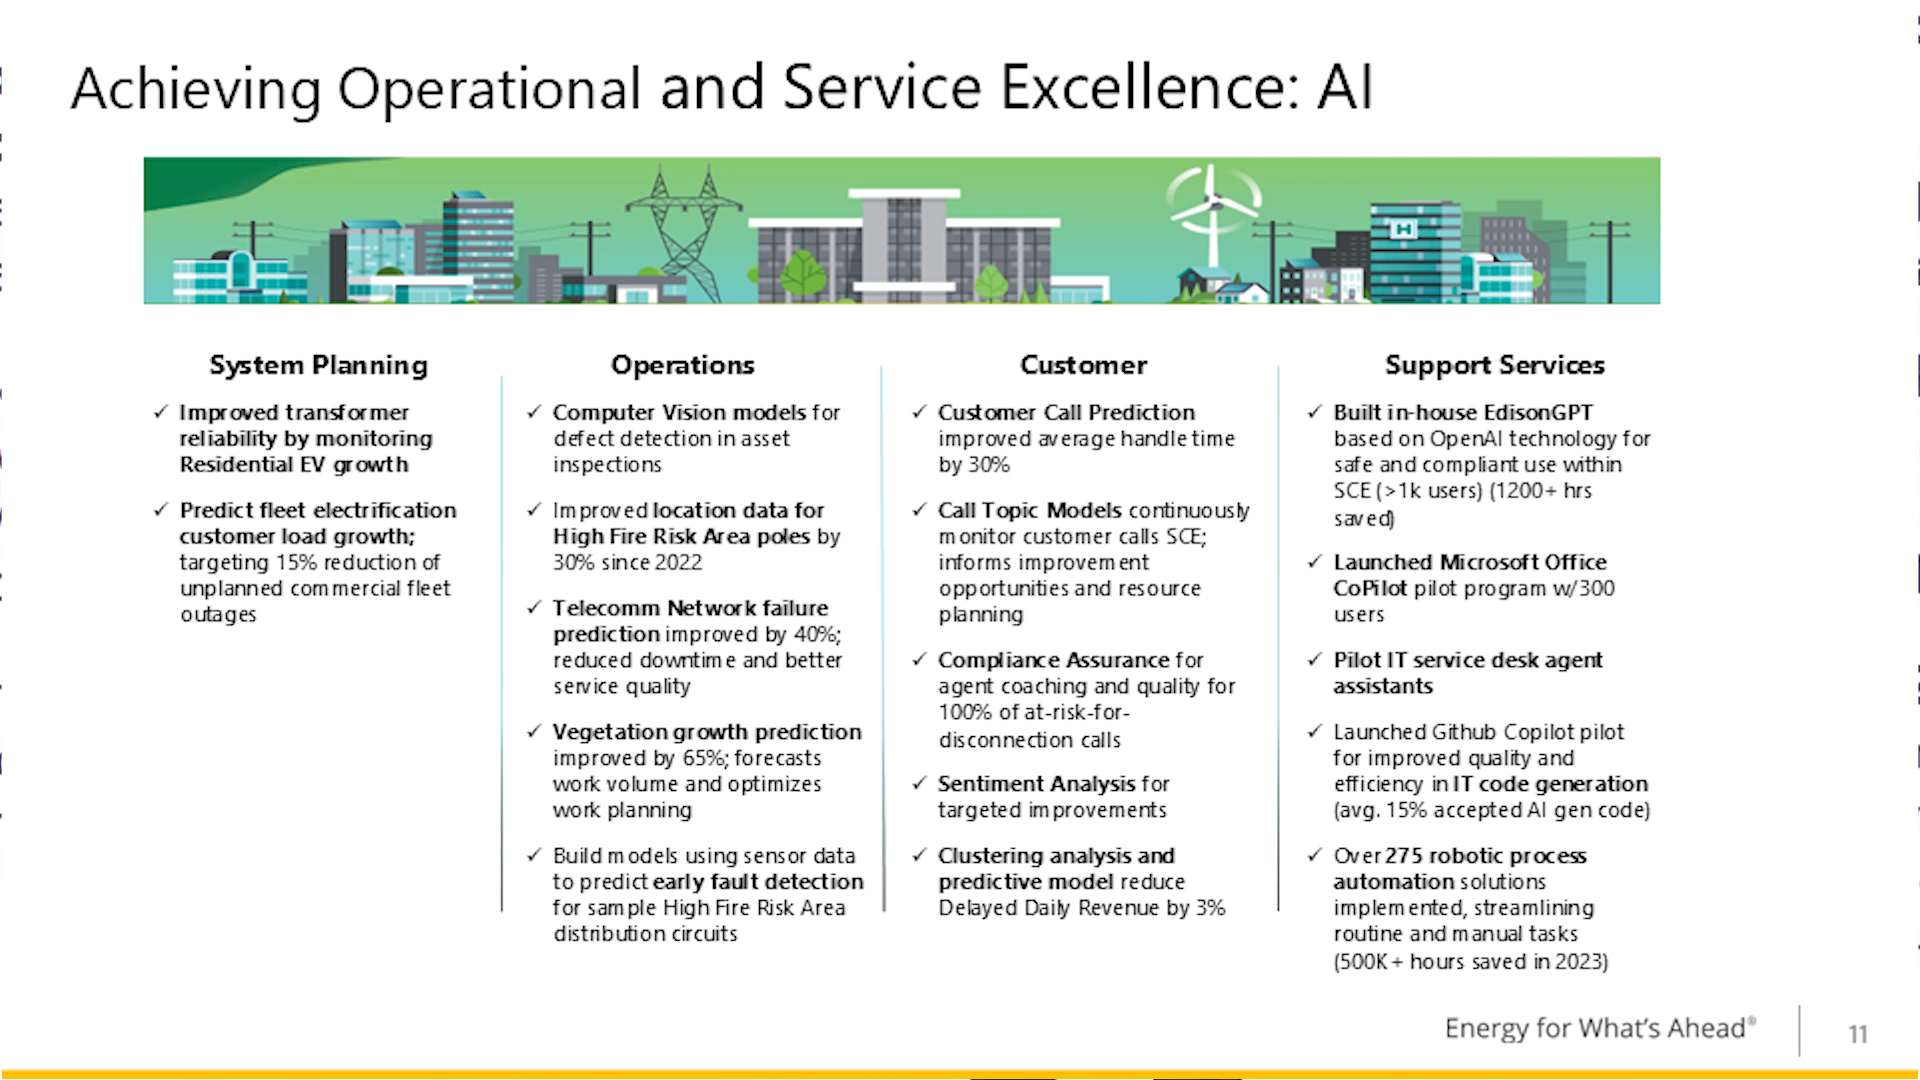 Achieving Operational and Service Excellence: AI
H
System Planning
✓ Improved transformer
reliability by monitoring
Residential EV growth
✓ Predict fleet electrification
customer load growth;
targeting 15% reduction of
unplanned commercial fleet
outages
Operations
✓ Computer Vision models for
defect detection in asset
inspections
✓ Improved location data for
High Fire Risk Area poles by
30% since 2022
✓ Telecomm Network failure
prediction improved by 40%;
reduced downtime and better
service quality
✓ Vegetation growth prediction
improved by 65%; forecasts
work volume and optimizes
work planning
✓ Build models using sensor data
to predict early fault detection
for sample High Fire Risk Area
distribution circuits
Customer
✓ Customer Call Prediction
improved average handle time
by 30%
✓ Call Topic Models continuously
monitor customer calls SCE;
informs improvement
opportunities and resource
planning
✓ Compliance Assurance for
agent coaching and quality for
100% of at-risk-for-
disconnection calls
✓ Sentiment Analysis for
targeted improvements
✓ Clustering analysis and
predictive model reduce
Delayed Daily Revenue by 3%
Support Services
✓ Built in-house EdisonGPT
based on OpenAI technology for
safe and compliant use within
SCE (>1k users) (1200+ hrs
saved)
✓ Launched Microsoft Office
CoPilot pilot program w/300
users
✓ Pilot IT service desk agent
assistants
✓ Launched Github Copilot pilot
for improved quality and
efficiency in IT code generation
(avg. 15% accepted AI gen code)
✓ Over 275 robotic process
automation solutions
implemented, streamlining
routine and manual tasks
(500K+ hours saved in 2023)
Energy for What's Ahead®
11